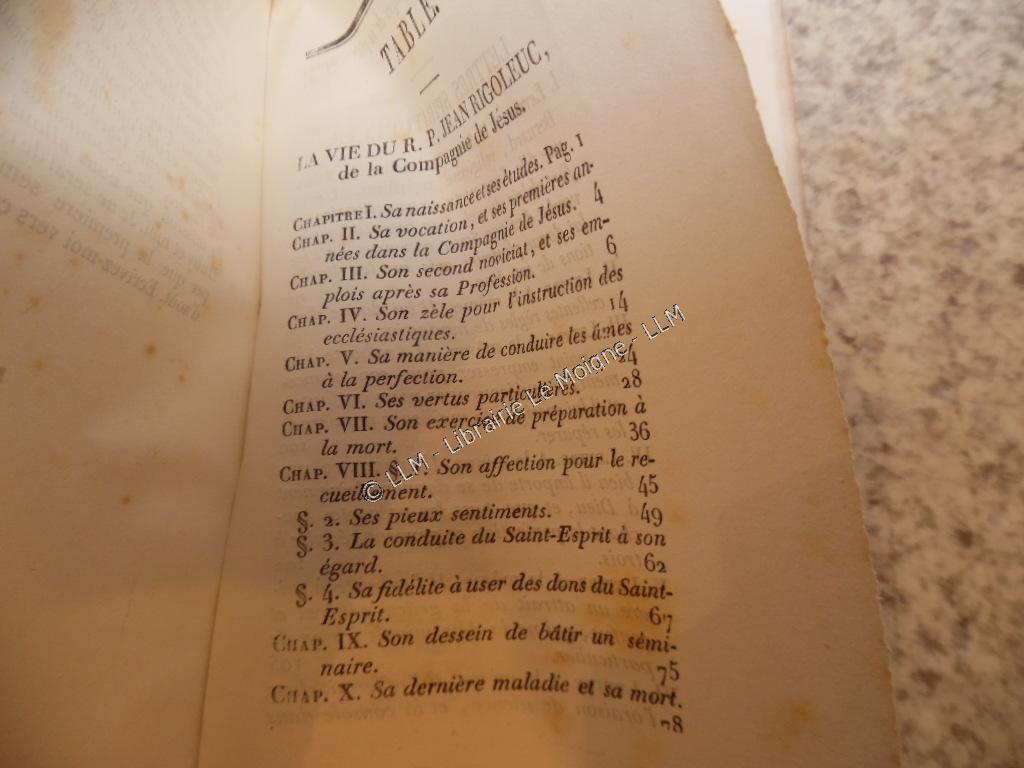 TABLE.
LA VIE DU R. P. JEAN RIGOLEUC,
de la Compagnie de Jésus.
CHAPITRE I. Sa naissance et ses études. Pag. 1
CHAP. II. Sa vocation, et ses premières an-
nées dans la Compagnie de Jésus. 4
CHAP. III. Son second noviciat, et ses em-
plois après sa Profession. 6
CHAP. IV. Son zèle pour l'instruction des
ecclésiastiques. 14
CHAP. V. Sa manière de conduire les âmes
à la perfection. 24
CHAP. VI. Ses vertus particulières. 28
CHAP. VII. Son exercice de préparation à
la mort. 36
CHAP. VIII. §. Son affection pour le re-
cueillement. 45
§. 2. Ses pieux sentiments. 49
§. 3. La conduite du Saint-Esprit à son
égard. 62
§. 4. Sa fidélite à user des dons du Saint-
Esprit. 67
CHAP. IX. Son dessein de bâtir un sémi-
naire. 75
CHAP. X. Sa dernière maladie et sa mort.
78
© LLM - Librairie Le Moigne - LLM